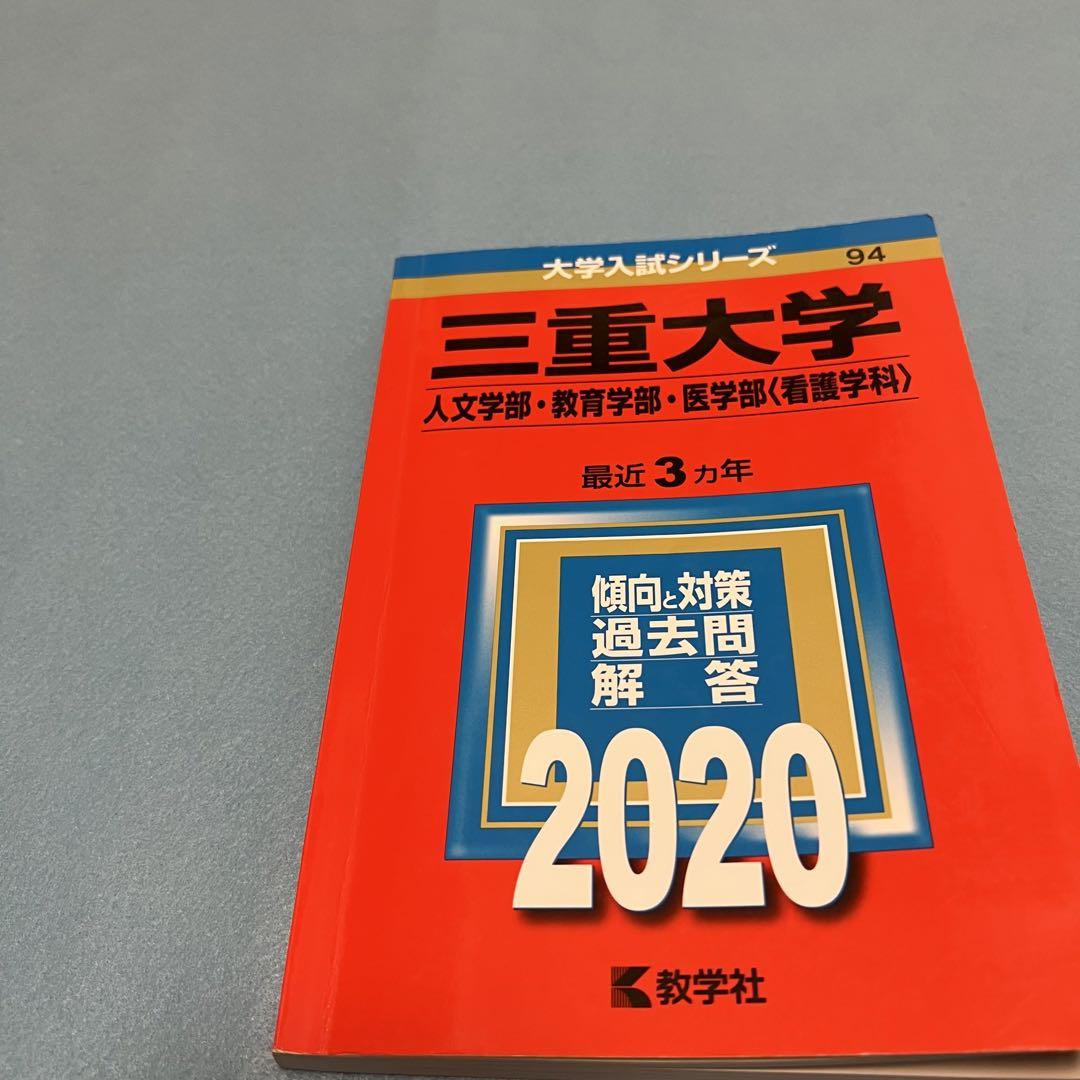 大学入試シリーズ 94
三重大学
人文学部・教育学部・医学部〈看護学科〉
最近3カ年
傾向と対策
過去問
解答
2020
教学社